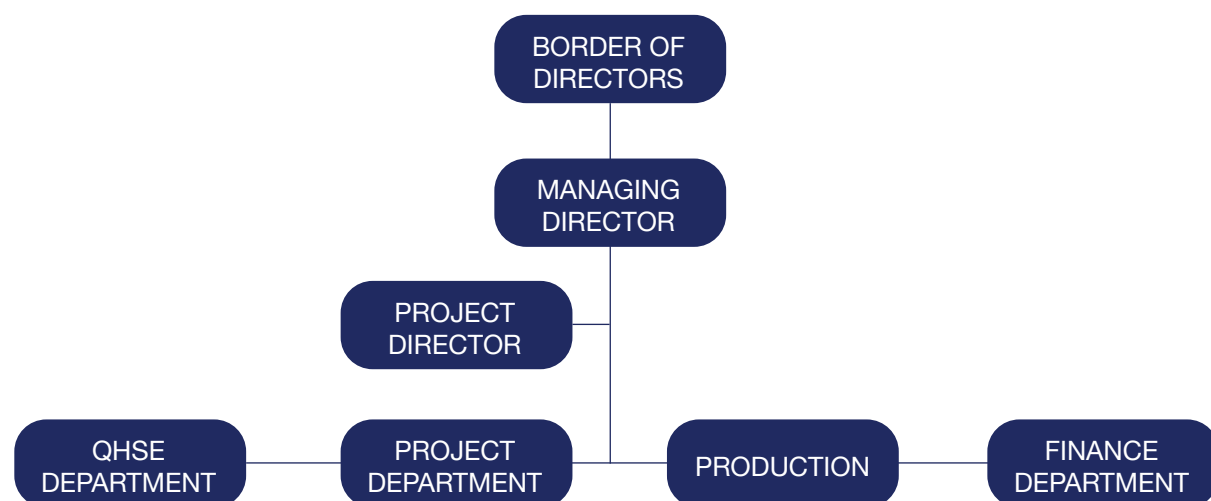 BORDER OF
DIRECTORS
MANAGING
DIRECTOR
PROJECT
DIRECTOR
QHSE
DEPARTMENT
PROJECT
DEPARTMENT
PRODUCTION
FINANCE
DEPARTMENT